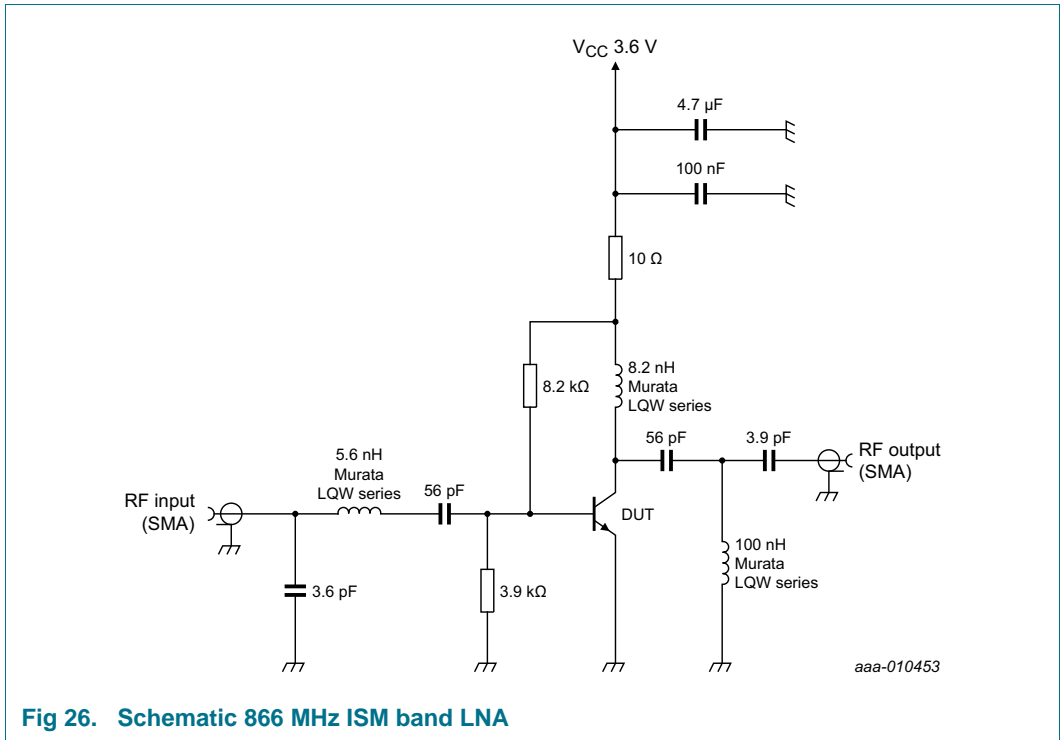 VCC 3.6 V
4.7 µF
100 nF
10 Ω
8.2 kΩ
8.2 nH
Murata
LQW series
5.6 nH
Murata
LQW series
56 pF
56 pF
3.9 pF
RF output
(SMA)
RF input
(SMA)
DUT
3.6 pF
3.9 kΩ
100 nH
Murata
LQW series
aaa-010453
Fig 26. Schematic 866 MHz ISM band LNA